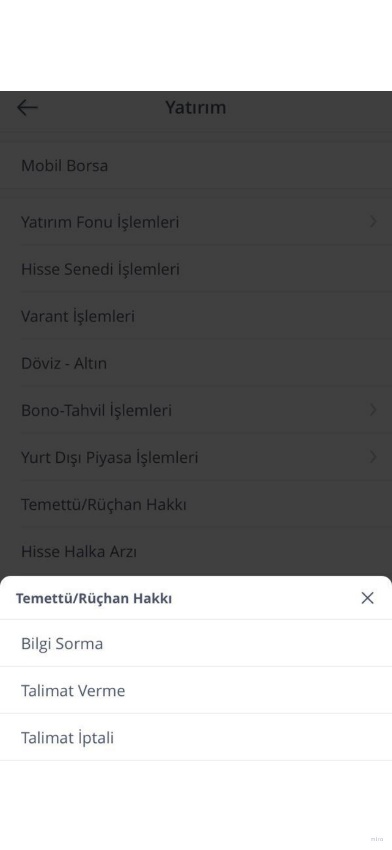 Yatırım
Mobil Borsa
Yatırım Fonu İşlemleri
Hisse Senedi İşlemleri
Varant İşlemleri
Döviz - Altın
Bono-Tahvil İşlemleri
Yurt Dışı Piyasa İşlemleri
Temettü/Rüçhan Hakkı
Hisse Halka Arzı
Temettü/Rüçhan Hakkı
Bilgi Sorma
Talimat Verme
Talimat İptali